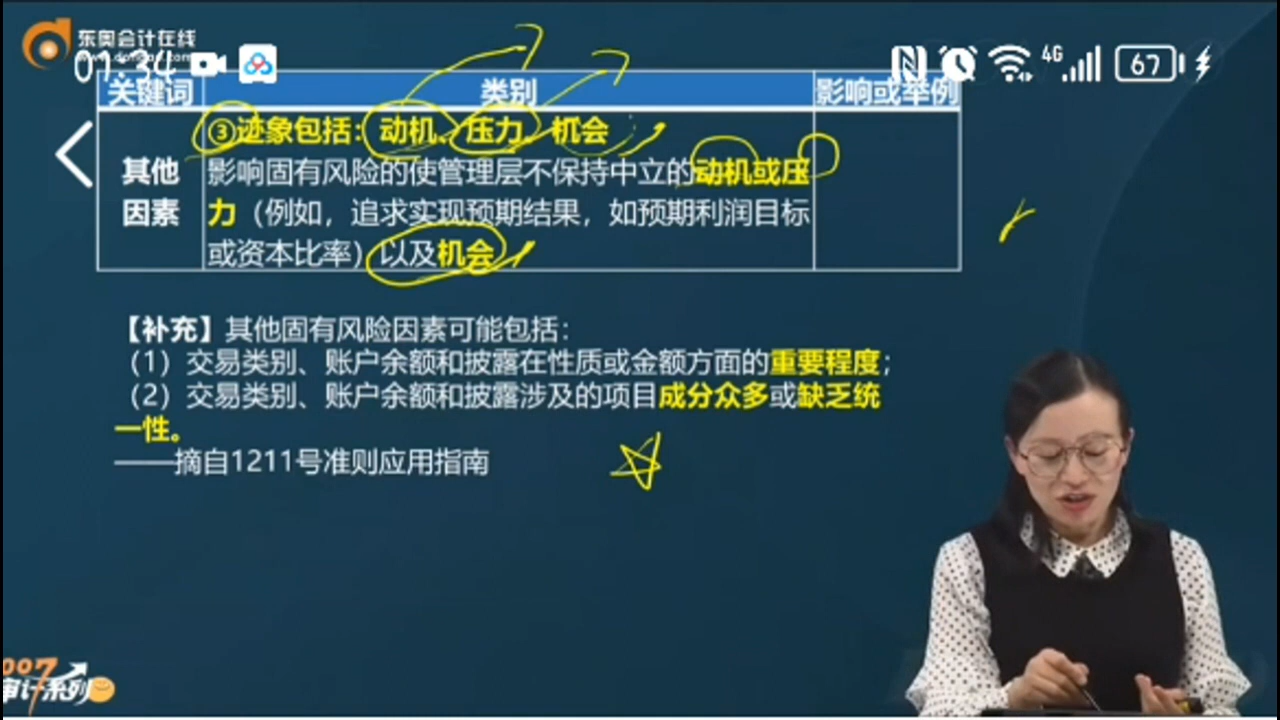 东奥会计在线
01:34
4G
67
关键词 类别 影响或举例
③迹象包括：动机、压力、机会
其他因素
影响固有风险的使管理层不保持中立的动机或压
力（例如，追求实现预期结果，如预期利润目标
或资本比率）以及机会
【补充】其他固有风险因素可能包括：
（1）交易类别、账户余额和披露在性质或金额方面的重要程度；
（2）交易类别、账户余额和披露涉及的项目成分众多或缺乏统
一性。
——摘自1211号准则应用指南
007
审计系列